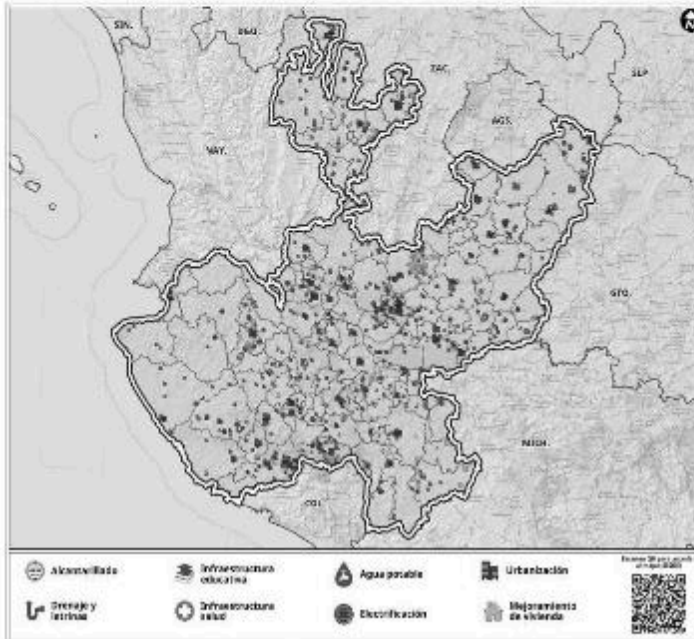 SIN.
DGO.
ZAC.
SLP
AGS.
NAY.
GTO.
MICH.
COL
Alcantarillado
Infraestructura
educativa
Agua potable
Urbanización
Drenaje y
letrinas
Infraestructura
salud
Electrificación
Mejoramiento
de vivienda